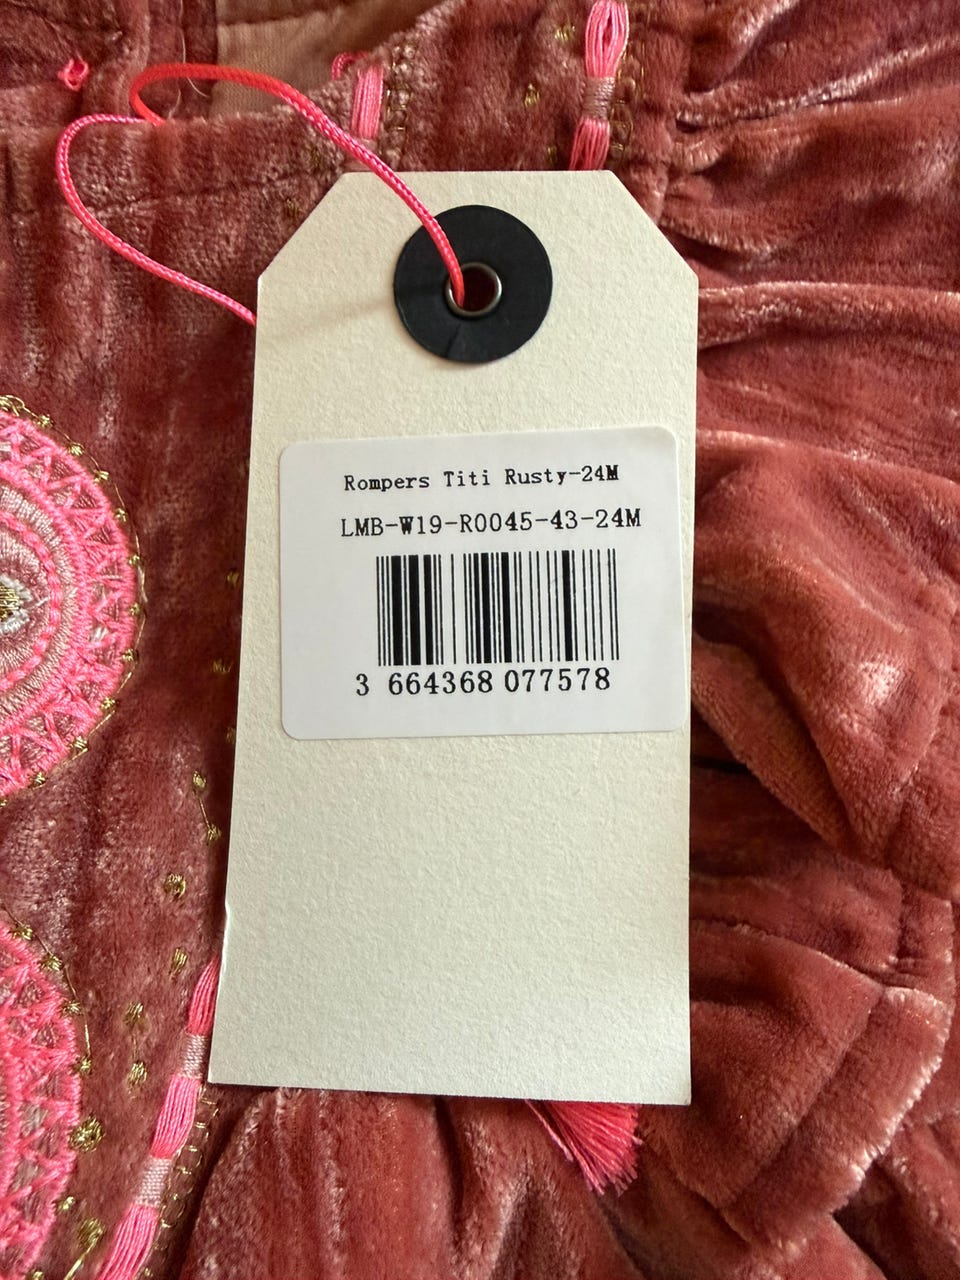 Rompers Titi Rusty-24M
LMB-W19-R0045-43-24M
3 664368 077578